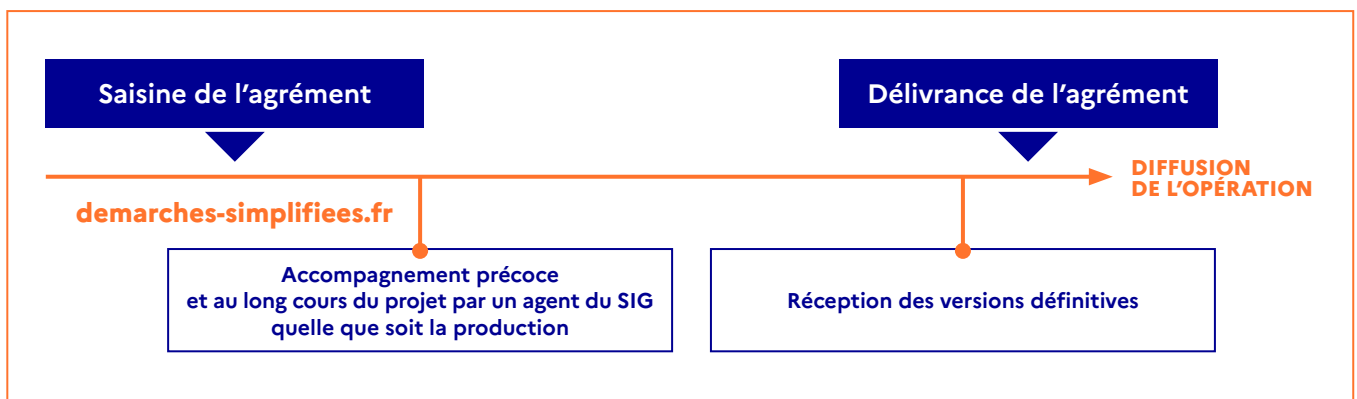 Saisine de l’agrément
Délivrance de l’agrément
DIFFUSION
DE L’OPÉRATION
demarches-simplifiees.fr
Accompagnement précoce
et au long cours du projet par un agent du SIG
quelle que soit la production
Réception des versions définitives